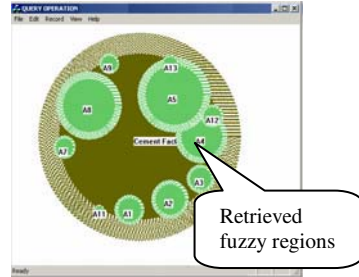 QUERY OPERATION
File Edit Record View Help
A9
A13
A8
A5
A12
Cement Fact
A4
A7
A3
A2
A1
A11
Retrieved
fuzzy regions
Ready